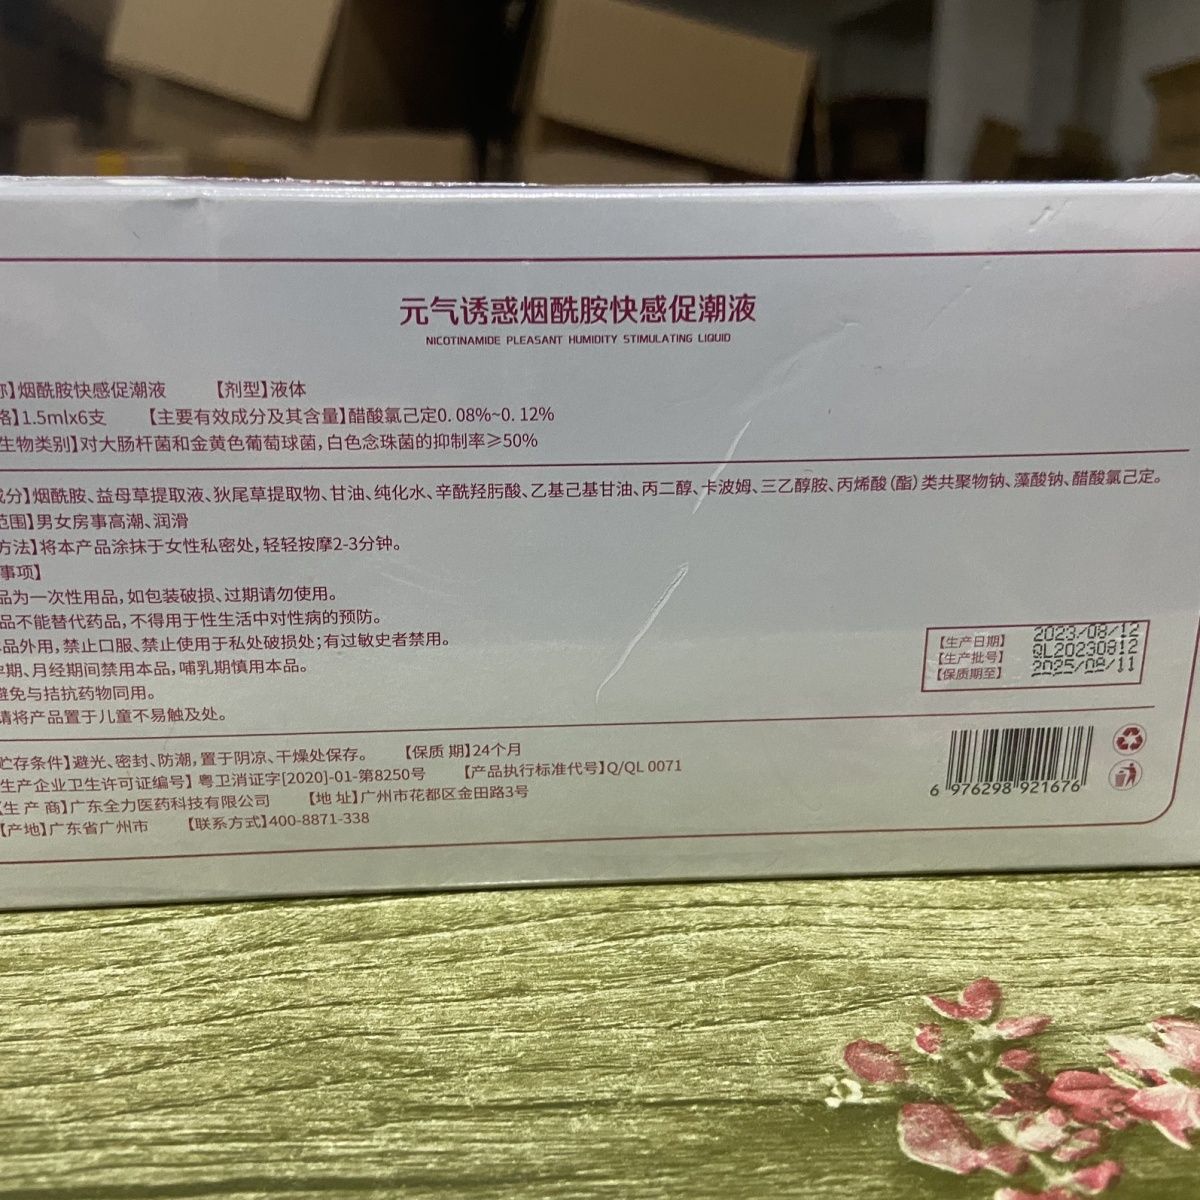 元气诱惑烟酰胺快感促潮液
NICOTINAMIDE PLEASANT HUMIDITY STIMULATING LIQUID
称】烟酰胺快感促潮液 【剂型】液体
格】1.5mlx6支 【主要有效成分及其含量】醋酸氯己定0.08%~0.12%
生物类别】对大肠杆菌和金黄色葡萄球菌,白色念珠菌的抑制率≥50%
成分】烟酰胺、益母草提取液、狄尾草提取物、甘油、纯化水、辛酰羟肟酸、乙基己基甘油、丙二醇、卡波姆、三乙醇胺、丙烯酸(酯)类共聚物钠、藻酸钠、醋酸氯己定。
范围】男女房事高潮、润滑
方法】将本产品涂抹于女性私密处,轻轻按摩2-3分钟。
事项】
品为一次性用品,如包装破损、过期请勿使用。
品不能替代药品,不得用于性生活中对性病的预防。
品外用,禁止口服、禁止使用于私处破损处;有过敏史者禁用。
孕期、月经期间禁用本品,哺乳期慎用本品。
避免与拮抗药物同用。
请将产品置于儿童不易触及处。
【生产日期】 2023/08/12
【生产批号】 QL20230812
【保质期至】 2025/08/11
贮存条件】避光、密封、防潮,置于阴凉、干燥处保存。 【保质 期】24个月
生产企业卫生许可证编号】粤卫消证字[2020]-01-第8250号 【产品执行标准代号】Q/QL 0071
【生 产 商】广东全力医药科技有限公司 【地 址】广州市花都区金田路3号
【产地】广东省广州市 【联系方式】400-8871-338
6 976298 921676